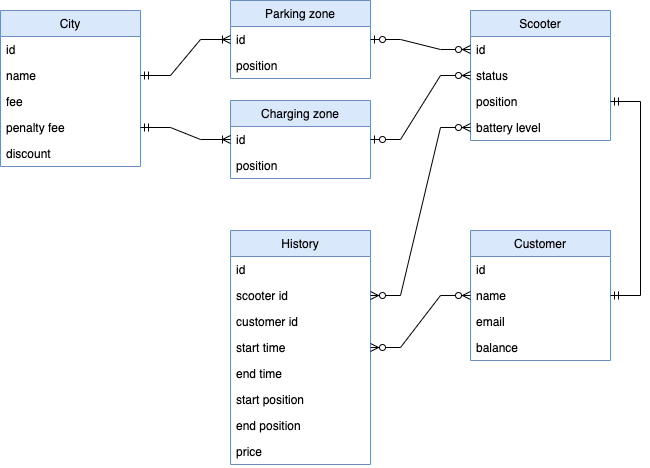 City
id
name
fee
penalty fee
discount
Parking zone
id
position
Charging zone
id
position
Scooter
id
status
position
battery level
History
id
scooter id
customer id
start time
end time
start position
end position
price
Customer
id
name
email
balance